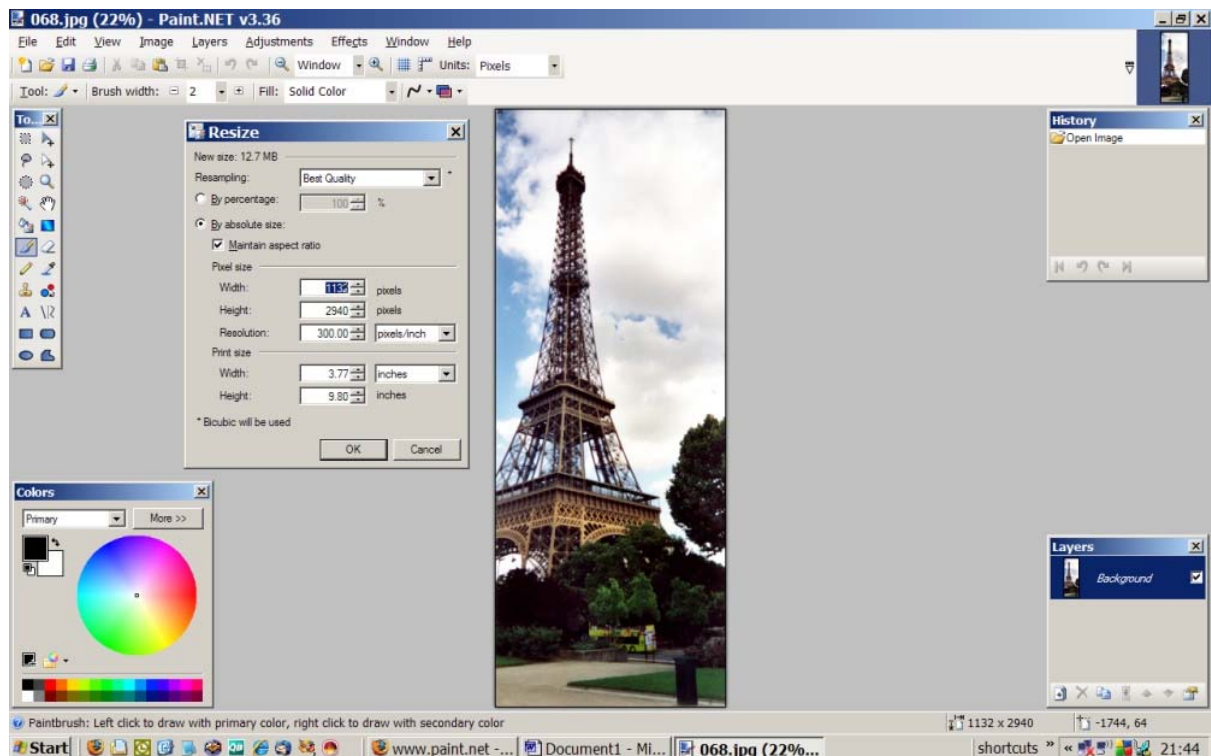 068.jpg (22%) - Paint.NET v3.36
File Edit View Image Layers Adjustments Effects Window Help
Window Units: Pixels
Tool: Brush width: 2 Fill: Solid Color
To... 
Resize
New size: 12.7 MB
Resampling: Best Quality *
By percentage: 100 %
By absolute size:
Maintain aspect ratio
Pixel size
Width: 1132 pixels
Height: 2940 pixels
Resolution: 300.00 pixels/inch
Print size
Width: 3.77 inches
Height: 9.80 inches
* Bicubic will be used
OK Cancel
History
Open Image
Colors
Primary More >>
Layers
Background
Paintbrush: Left click to draw with primary color, right click to draw with secondary color 1132 x 2940 -1744, 64
Start www.paint.net -... Document1 - Mi... 068.jpg (22%... shortcuts » « 21:44